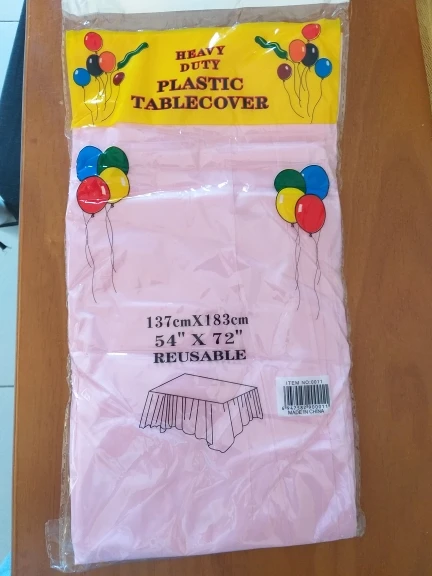 HEAVY
DUTY
PLASTIC
TABLECOVER
137cmX183cm
54" X 72"
REUSABLE
ITEM NO.0011
MADE IN CHINA